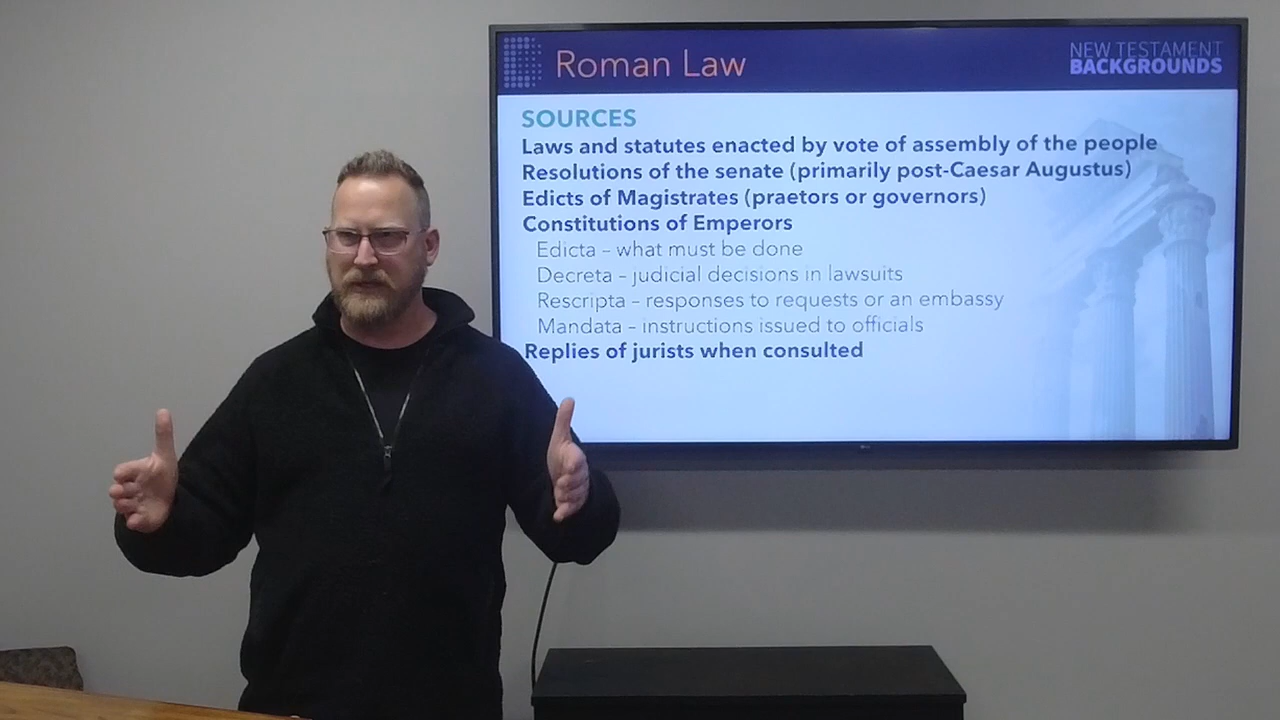 Roman Law
NEW TESTAMENT
BACKGROUNDS
SOURCES
Laws and statutes enacted by vote of assembly of the people
Resolutions of the senate (primarily post-Caesar Augustus)
Edicts of Magistrates (praetors or governors)
Constitutions of Emperors
Edicta – what must be done
Decreta – judicial decisions in lawsuits
Rescripta – responses to requests or an embassy
Mandata – instructions issued to officials
Replies of jurists when consulted